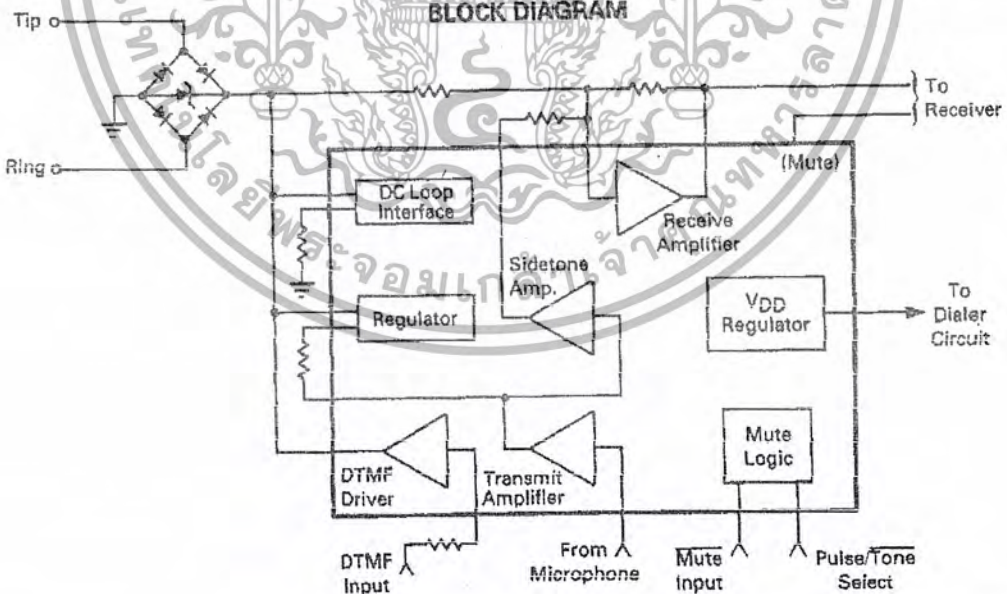 BLOCK DIAGRAM
Tip
Ring
To
Receiver
(Mute)
DC Loop
Interface
Receive
Amplifier
Sidetone
Amp.
Regulator
VDD
Regulator
To
Dialer
Circuit
Mute
Logic
DTMF
Driver
Transmit
Amplifier
DTMF
Input
From
Microphone
Mute
Input
Pulse/Tone
Select